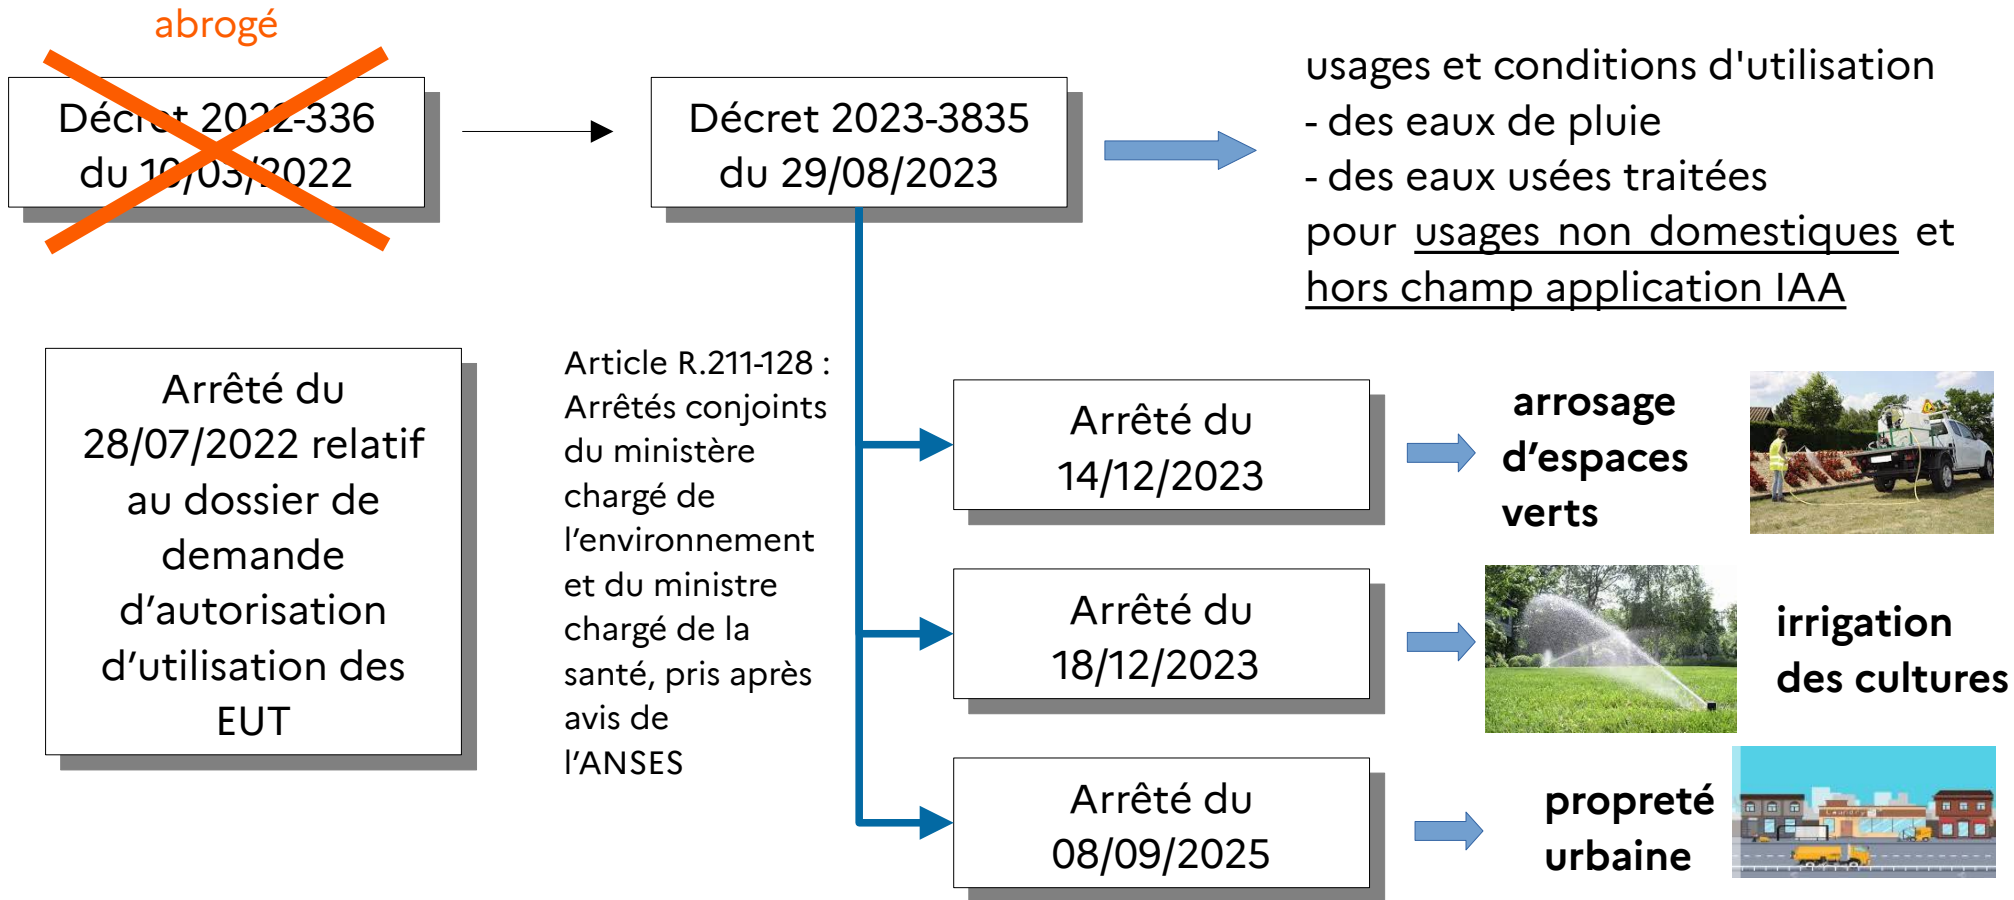 abrogé
Décret 2022-336
du 10/03/2022
Décret 2023-3835
du 29/08/2023
usages et conditions d'utilisation
- des eaux de pluie
- des eaux usées traitées
pour usages non domestiques et
hors champ application IAA
Arrêté du
28/07/2022 relatif
au dossier de
demande
d’autorisation
d’utilisation des
EUT
Article R.211-128 :
Arrêtés conjoints
du ministère
chargé de
l’environnement
et du ministre
chargé de la
santé, pris après
avis de
l’ANSES
Arrêté du
14/12/2023
arrosage
d’espaces
verts
Arrêté du
18/12/2023
irrigation
des cultures
Arrêté du
08/09/2025
propreté
urbaine